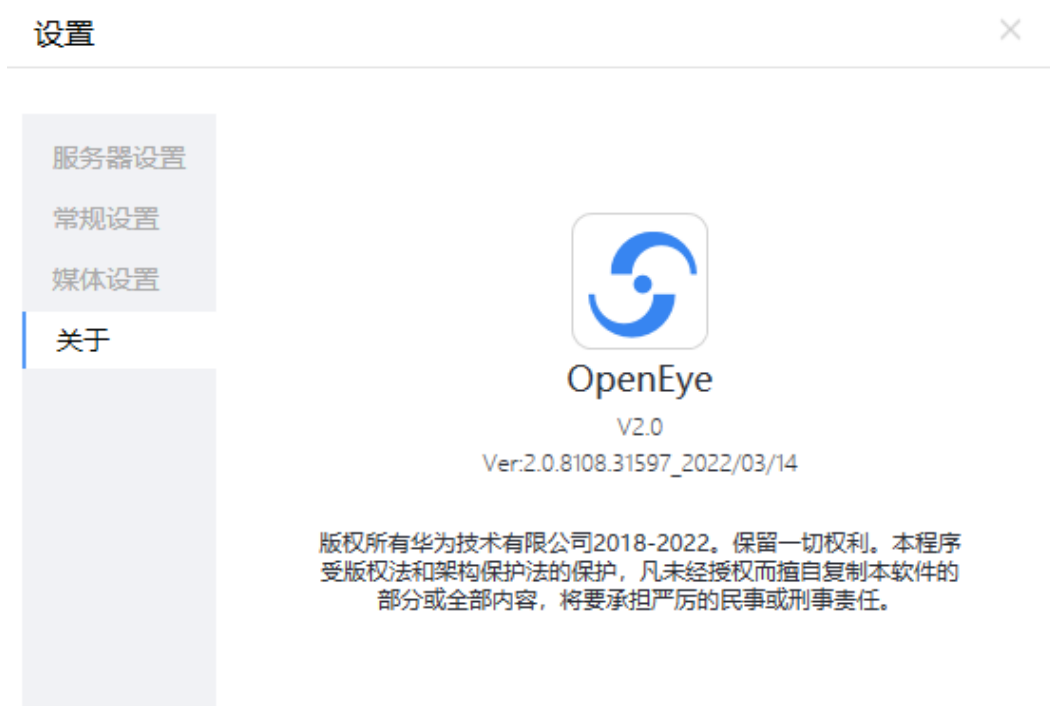 设置
服务器设置
常规设置
媒体设置
关于
OpenEye
V2.0
Ver:2.0.8108.31597_2022/03/14
版权所有华为技术有限公司2018-2022。保留一切权利。本程序
受版权法和架构保护法的保护，凡未经授权而擅自复制本软件的
部分或全部内容，将要承担严厉的民事或刑事责任。